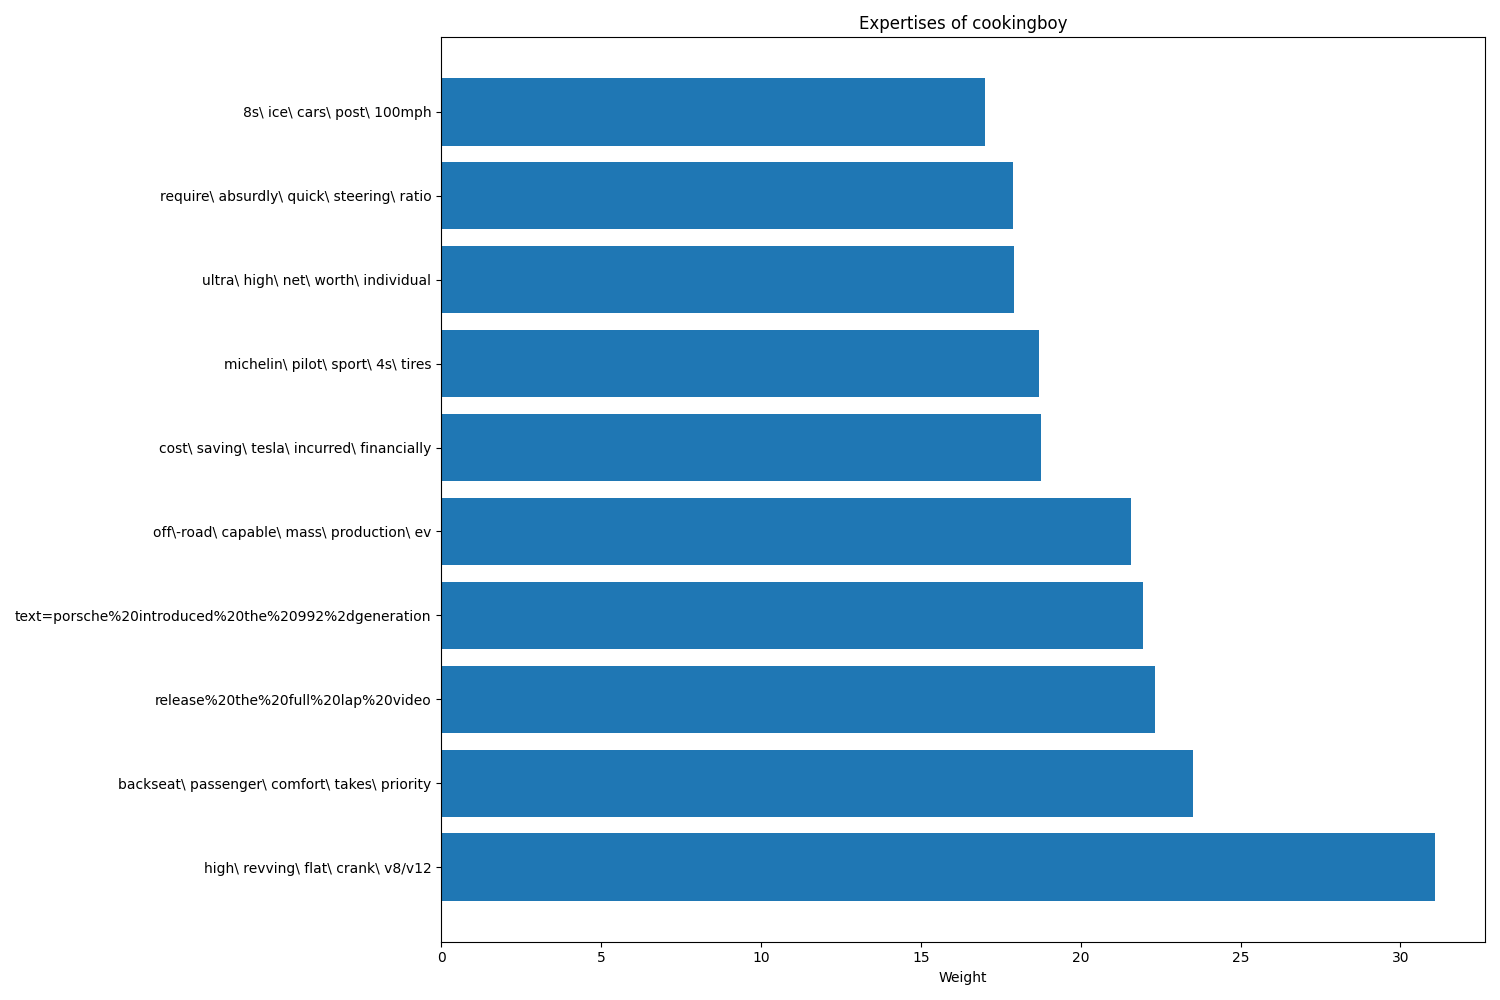 Expertises of cookingboy
8s\ ice\ cars\ post\ 100mph
require\ absurdly\ quick\ steering\ ratio
ultra\ high\ net\ worth\ individual
michelin\ pilot\ sport\ 4s\ tires
cost\ saving\ tesla\ incurred\ financially
off\-road\ capable\ mass\ production\ ev
text=porsche%20introduced%20the%20992%2dgeneration
release%20the%20full%20lap%20video
backseat\ passenger\ comfort\ takes\ priority
high\ revving\ flat\ crank\ v8/v12
0 5 10 15 20 25 30
Weight